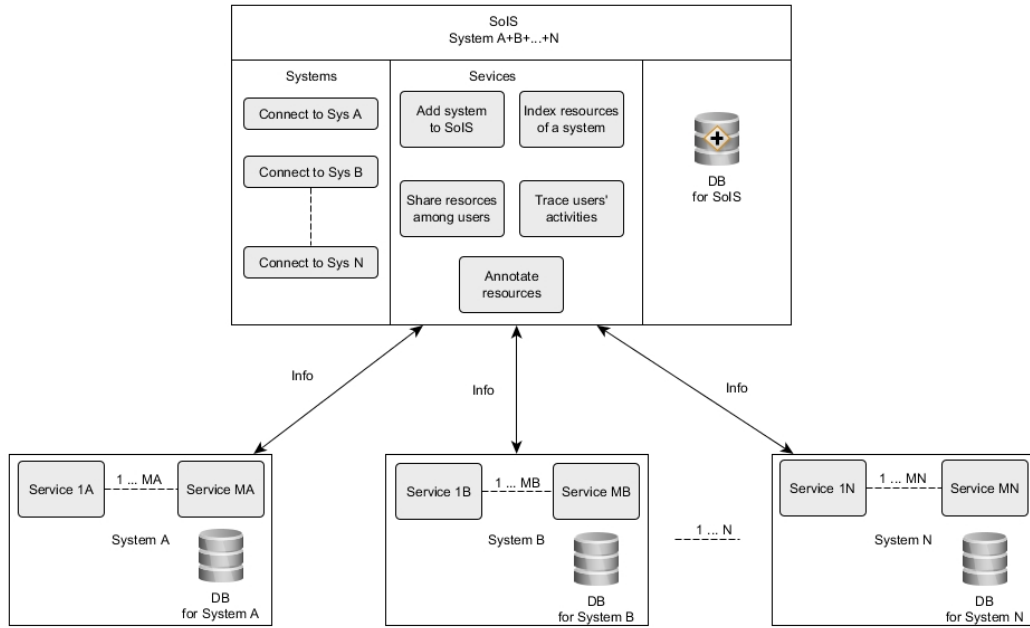 SoIS
System A+B+...+N
Systems
Sevices
Connect to Sys A
Connect to Sys B
Connect to Sys N
Add system
to SoIS
Index resources
of a system
Share resorces
among users
Trace users'
activities
Annotate
resources
DB
for SoIS
Info
Info
Info
Service 1A
1 ... MA
Service MA
System A
DB
for System A
Service 1B
1 ... MB
Service MB
System B
DB
for System B
1 ... N
Service 1N
1 ... MN
Service MN
System N
DB
for System N